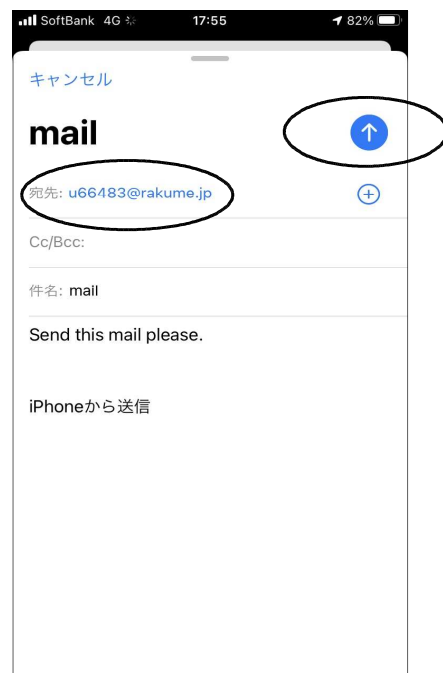 SoftBank 4G 17:55 82%
キャンセル
mail
宛先: u66483@rakume.jp
Cc/Bcc:
件名: mail
Send this mail please.
iPhoneから送信